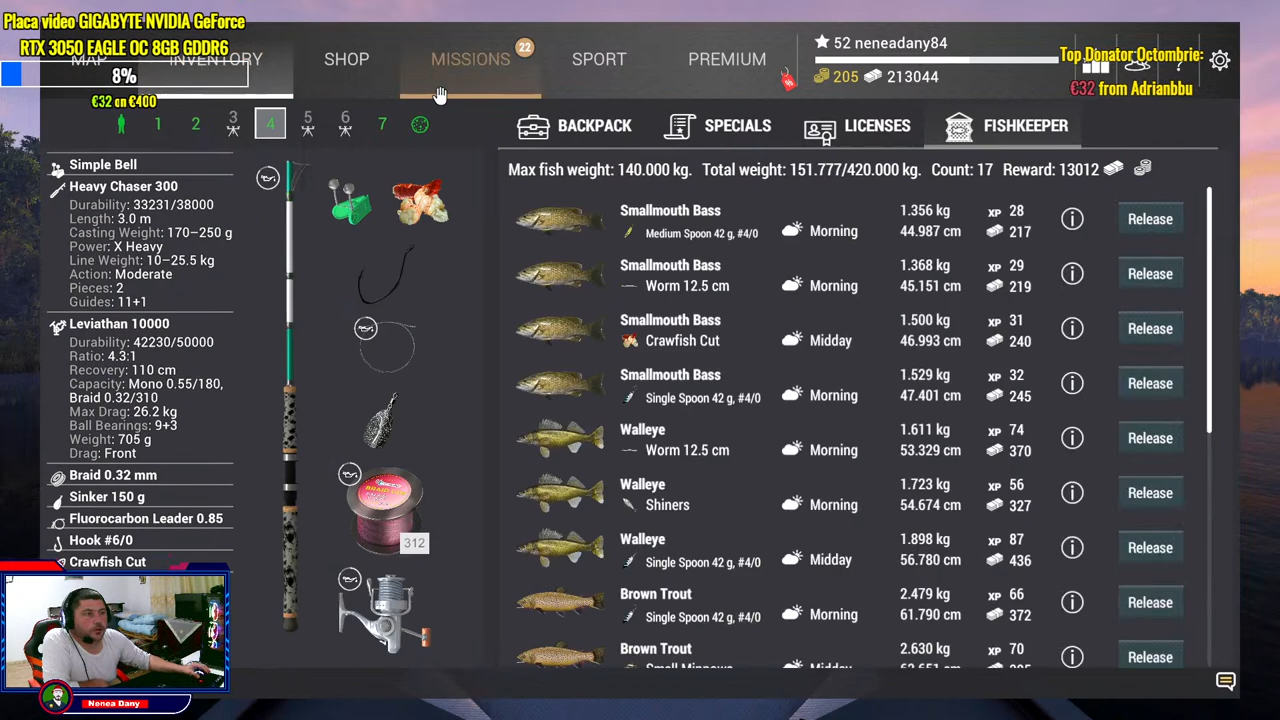 Placa video GIGABYTE NVIDIA GeForce
RTX 3050 EAGLE OC 8GB GDDR6
8%
€32 an €400
MAP
INVENTORY
SHOP
MISSIONS
22
SPORT
PREMIUM
52 neneadany84
205 213044
Top Donator Octombrie:
€32 from Adrianbbu
1 2 3 4 5 6 7
BACKPACK
SPECIALS
LICENSES
FISHKEEPER
Simple Bell
Heavy Chaser 300
Durability: 33231/38000
Length: 3.0 m
Casting Weight: 170–250 g
Power: X Heavy
Line Weight: 10–25.5 kg
Action: Moderate
Pieces: 2
Guides: 11+1
Leviathan 10000
Durability: 42230/50000
Ratio: 4.3:1
Recovery: 110 cm
Capacity: Mono 0.55/180,
Braid 0.32/310
Max Drag: 26.2 kg
Ball Bearings: 9+3
Weight: 705 g
Drag: Front
Braid 0.32 mm
Sinker 150 g
Fluorocarbon Leader 0.85
Hook #6/0
Crawfish Cut
312
Max fish weight: 140.000 kg. Total weight: 151.777/420.000 kg. Count: 17 Reward: 13012
Smallmouth Bass 1.356 kg XP 28
Medium Spoon 42 g, #4/0 Morning 44.987 cm 217 Release
Smallmouth Bass 1.368 kg XP 29
Worm 12.5 cm Morning 45.151 cm 219 Release
Smallmouth Bass 1.500 kg XP 31
Crawfish Cut Midday 46.993 cm 240 Release
Smallmouth Bass 1.529 kg XP 32
Single Spoon 42 g, #4/0 Morning 47.401 cm 245 Release
Walleye 1.611 kg XP 74
Worm 12.5 cm Morning 53.329 cm 370 Release
Walleye 1.723 kg XP 56
Shiners Morning 54.674 cm 327 Release
Walleye 1.898 kg XP 87
Single Spoon 42 g, #4/0 Midday 56.780 cm 436 Release
Brown Trout 2.479 kg XP 66
Single Spoon 42 g, #4/0 Morning 61.790 cm 372 Release
Brown Trout 2.630 kg XP 70
Small Minnows Midday Release
Nenea Dany